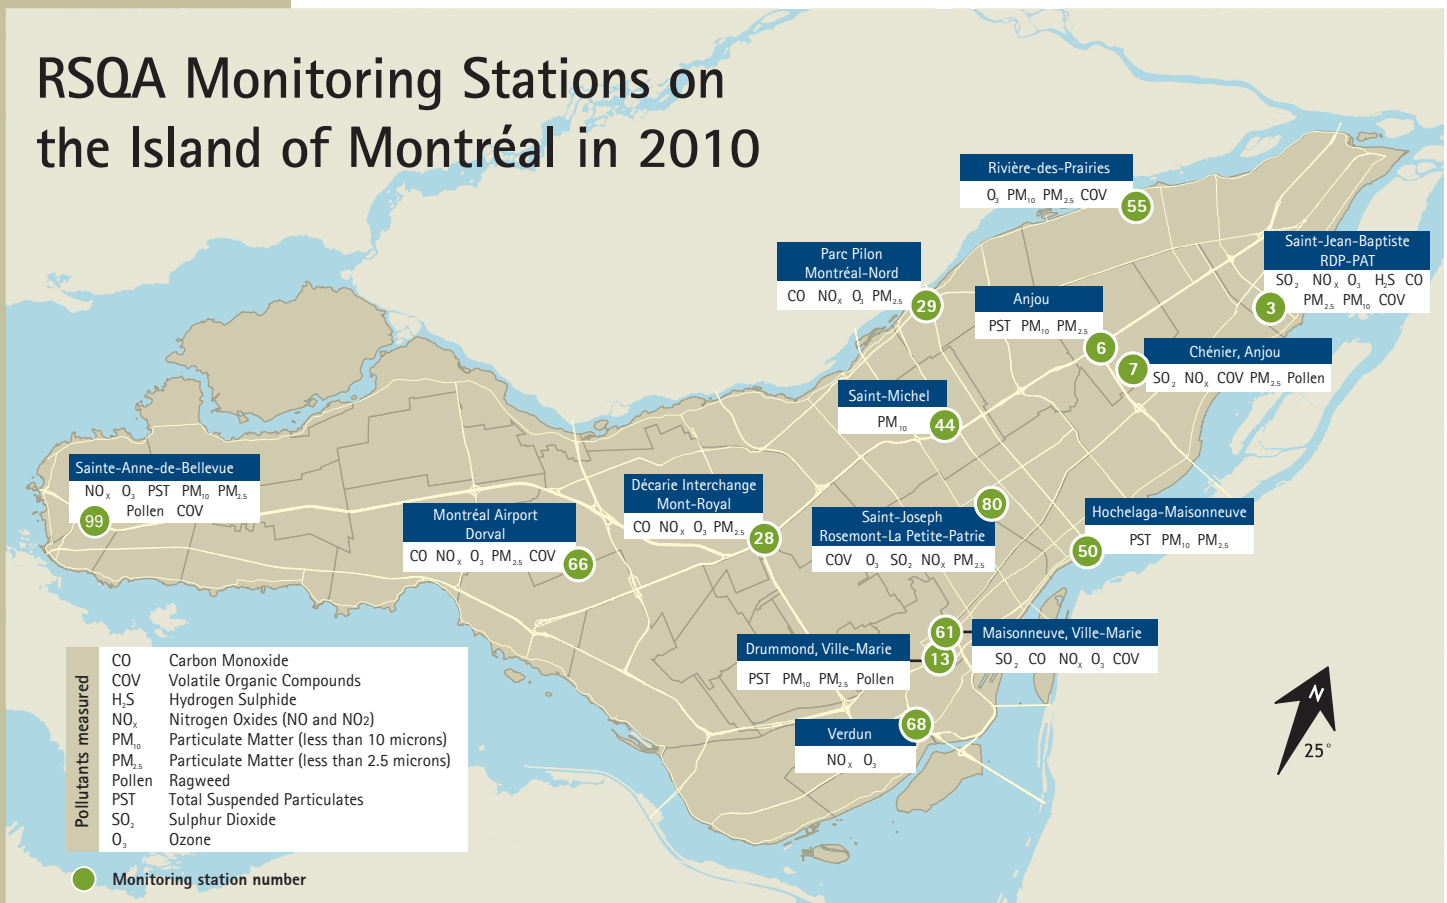 RSQA Monitoring Stations on
the Island of Montréal in 2010
Rivière-des-Prairies
O₃ PM₁₀ PM₂.₅ COV
55
Saint-Jean-Baptiste
RDP-PAT
SO₂ NOₓ O₃ H₂S CO
PM₂.₅ PM₁₀ COV
3
Parc Pilon
Montréal-Nord
CO NOₓ O₃ PM₂.₅
29
Anjou
PST PM₁₀ PM₂.₅
6
Chénier, Anjou
SO₂ NOₓ COV PM₂.₅ Pollen
7
Saint-Michel
PM₁₀
44
Sainte-Anne-de-Bellevue
NOₓ O₃ PST PM₁₀ PM₂.₅
Pollen COV
99
Montréal Airport
Dorval
CO NOₓ O₃ PM₂.₅ COV
66
Décarie Interchange
Mont-Royal
CO NOₓ O₃ PM₂.₅
28
80
Saint-Joseph
Rosemont-La Petite-Patrie
COV O₃ SO₂ NOₓ PM₂.₅
Hochelaga-Maisonneuve
PST PM₁₀ PM₂.₅
50
61
Maisonneuve, Ville-Marie
SO₂ CO NOₓ O₃ COV
Drummond, Ville-Marie
PST PM₁₀ PM₂.₅ Pollen
13
Verdun
NOₓ O₃
68
N
25°
Pollutants measured
CO Carbon Monoxide
COV Volatile Organic Compounds
H₂S Hydrogen Sulphide
NOₓ Nitrogen Oxides (NO and NO2)
PM₁₀ Particulate Matter (less than 10 microns)
PM₂.₅ Particulate Matter (less than 2.5 microns)
Pollen Ragweed
PST Total Suspended Particulates
SO₂ Sulphur Dioxide
O₃ Ozone
Monitoring station number